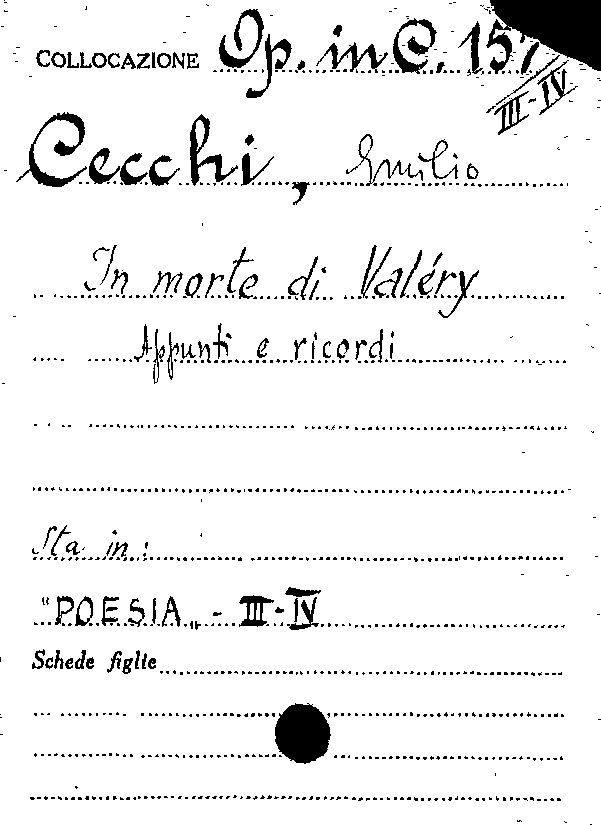 COLLOCAZIONE Op. in C. 157
III-IV
Cecchi, Emilio
In morte di Valéry
Appunti e ricordi
Sta in:
"POESIA„ - III-IV
Schede figlie